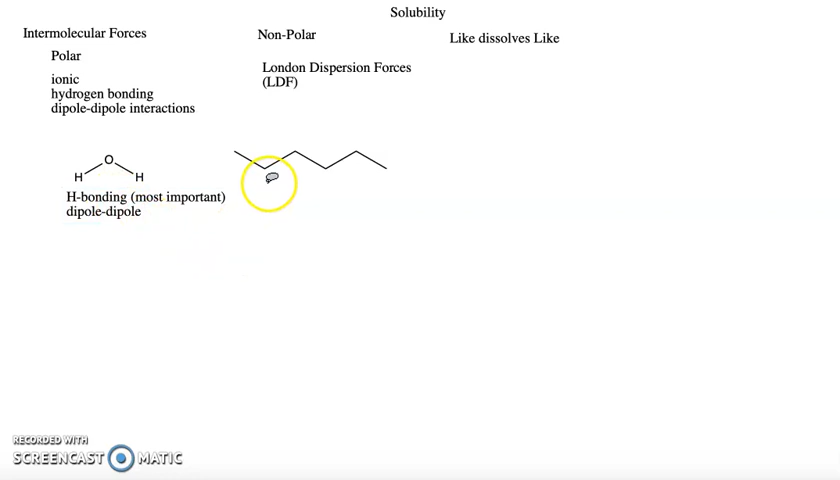 Solubility
Intermolecular Forces
Non-Polar
Like dissolves Like
Polar
London Dispersion Forces
(LDF)
ionic
hydrogen bonding
dipole-dipole interactions
O
H H
H-bonding (most important)
dipole-dipole
RECORDED WITH
SCREENCAST MATIC